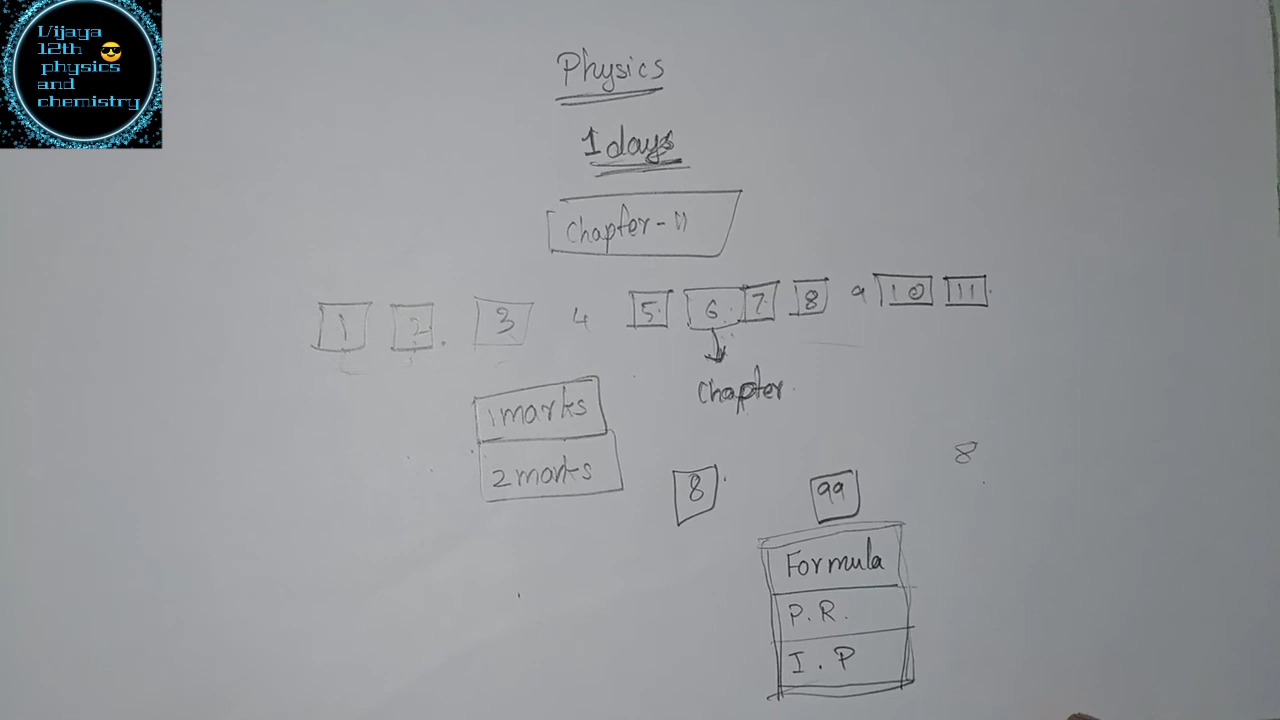 Vijaya
12th 😎
physics
and
chemistry
Physics
1 days
Chapter - 11
1 2. 3 4 5. 6. 7 8 9 10 11.
chapter.
1 marks
2 marks
8
8
99
Formula
P. R.
I. P